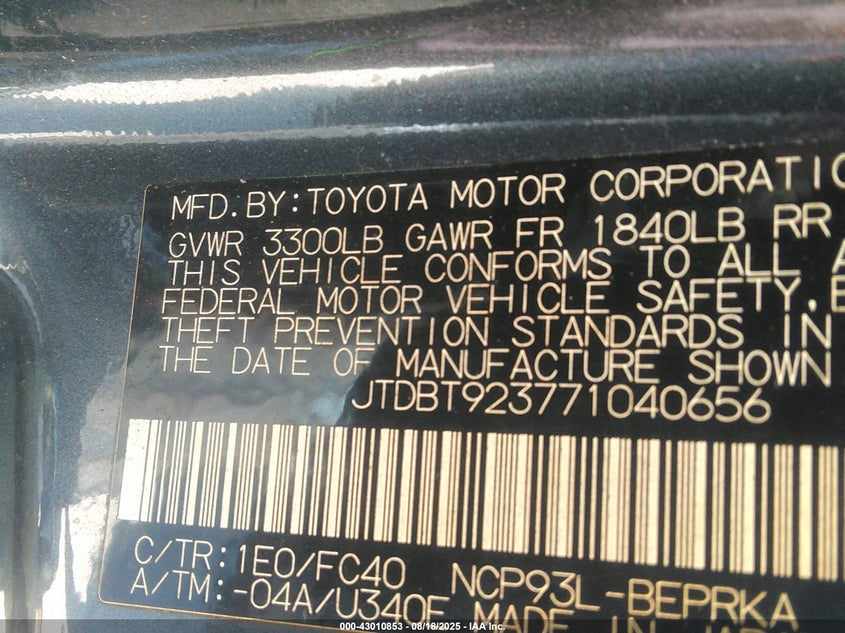 MFD.BY:TOYOTA MOTOR CORPORATIO
GVWR 3300LB GAWR FR 1840LB RR
THIS VEHICLE CONFORMS TO ALL A
FEDERAL MOTOR VEHICLE SAFETY,B
THEFT PREVENTION STANDARDS IN
THE DATE OF MANUFACTURE SHOWN
JTDBT923771040656
C/TR:1E0/FC40 NCP93L-BEPRKA
A/TM:-04A/U340E MADE IN
000-43010853 - 08/18/2025 - IAA Inc.